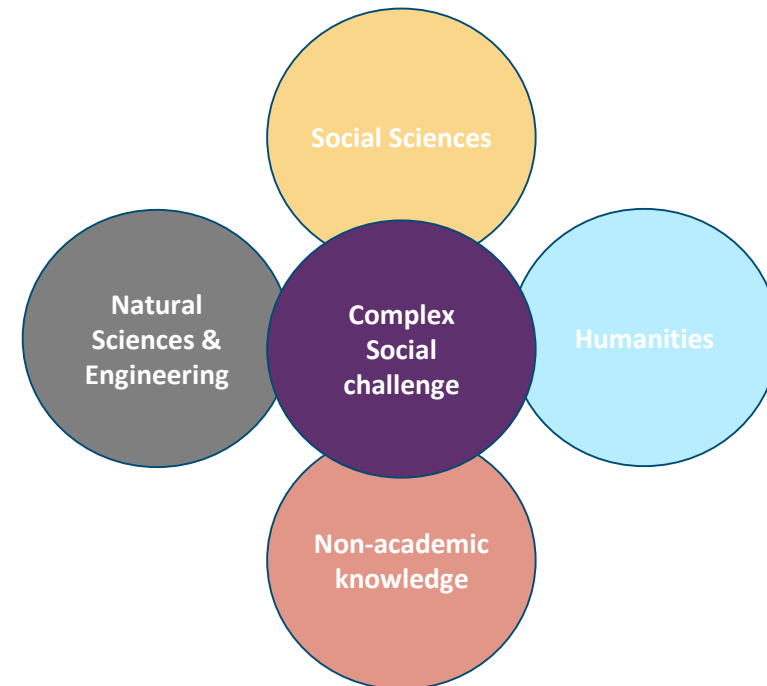 Social Sciences
Natural
Sciences &
Engineering
Complex
Social
challenge
Humanities
Non-academic
knowledge